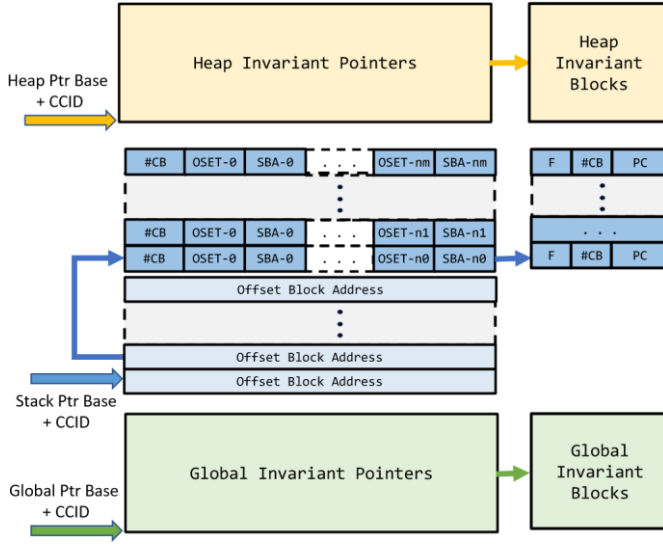 Heap Invariant Pointers
Heap
Invariant
Blocks
Heap Ptr Base
+ CCID
#CB OSET-0 SBA-0 ... OSET-nm SBA-nm
F #CB PC
#CB OSET-0 SBA-0 ... OSET-n1 SBA-n1
...
#CB OSET-0 SBA-0 ... OSET-n0 SBA-n0
F #CB PC
Offset Block Address
Offset Block Address
Offset Block Address
Stack Ptr Base
+ CCID
Global Invariant Pointers
Global
Invariant
Blocks
Global Ptr Base
+ CCID